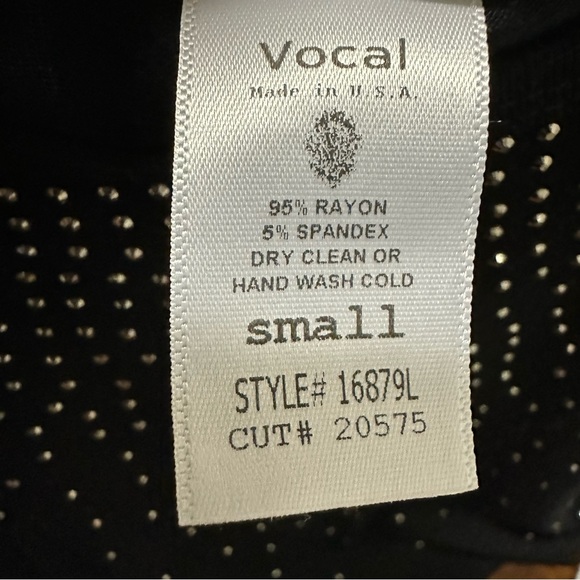 Vocal
Made in U.S.A.
95% RAYON
5% SPANDEX
DRY CLEAN OR
HAND WASH COLD
small
STYLE# 16879L
CUT# 20575